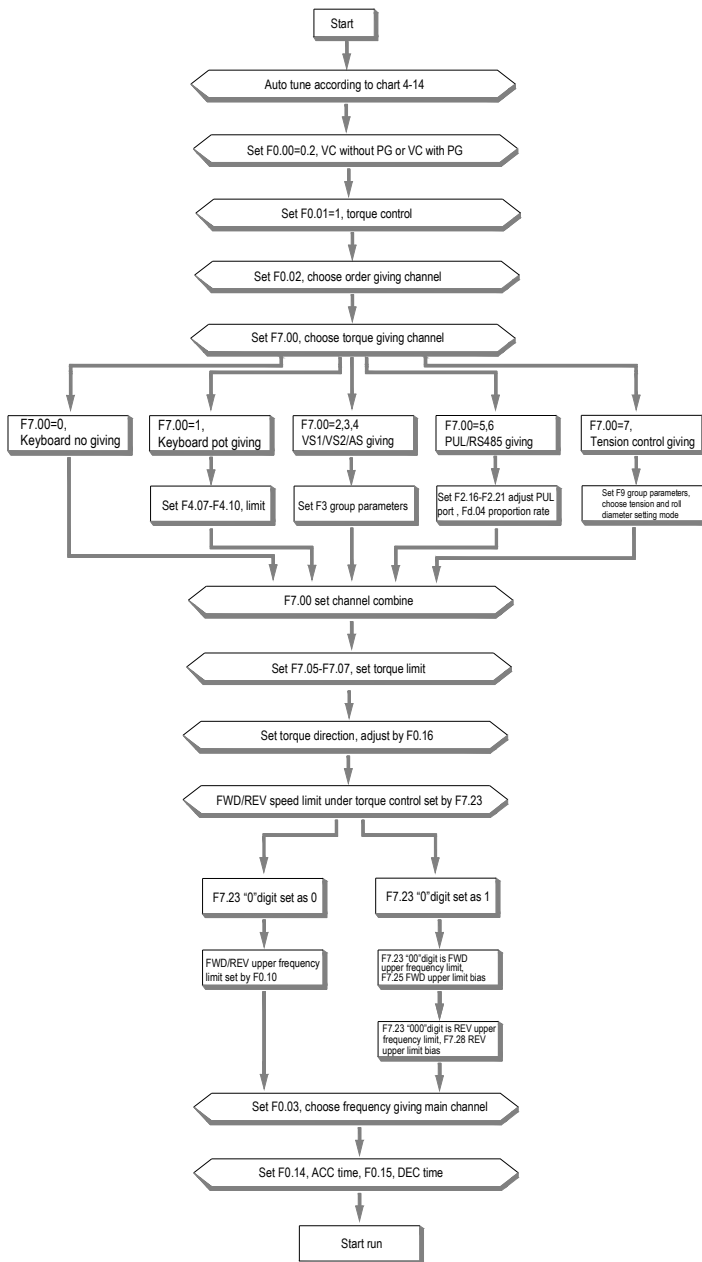 Start
Auto tune according to chart 4-14
Set F0.00=0.2, VC without PG or VC with PG
Set F0.01=1, torque control
Set F0.02, choose order giving channel
Set F7.00, choose torque giving channel
F7.00=0,
Keyboard no giving
F7.00=1,
Keyboard pot giving
F7.00=2,3,4
VS1/VS2/AS giving
F7.00=5,6
PUL/RS485 giving
F7.00=7,
Tension control giving
Set F4.07-F4.10, limit
Set F3 group parameters
Set F2.16-F2.21 adjust PUL
port , Fd.04 proportion rate
Set F9 group parameters,
choose tension and roll
diameter setting mode
F7.00 set channel combine
Set F7.05-F7.07, set torque limit
Set torque direction, adjust by F0.16
FWD/REV speed limit under torque control set by F7.23
F7.23 “0”digit set as 0
F7.23 “0”digit set as 1
FWD/REV upper frequency
limit set by F0.10
F7.23 “00”digit is FWD
upper frequency limit,
F7.25 FWD upper limit bias
F7.23 “000”digit is REV upper
frequency limit, F7.28 REV
upper limit bias
Set F0.03, choose frequency giving main channel
Set F0.14, ACC time, F0.15, DEC time
Start run